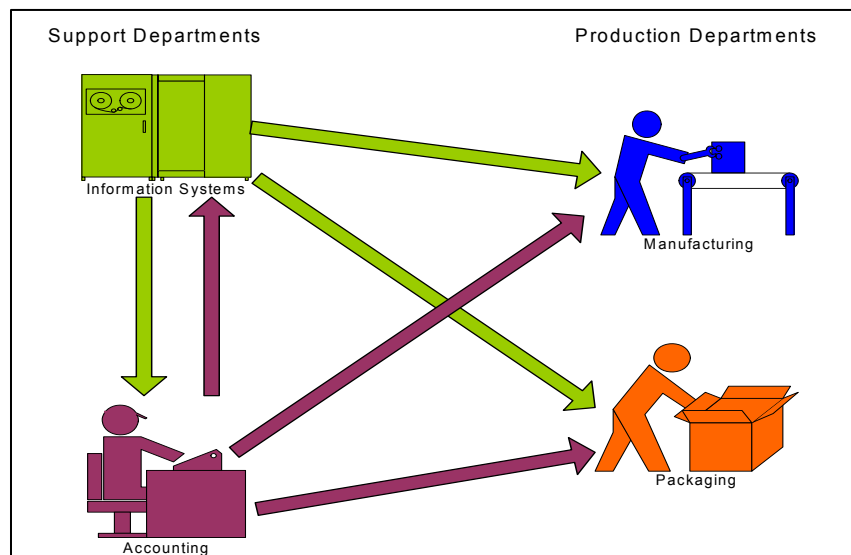 Support Departments
Production Departments
Information Systems
Manufacturing
Packaging
Accounting